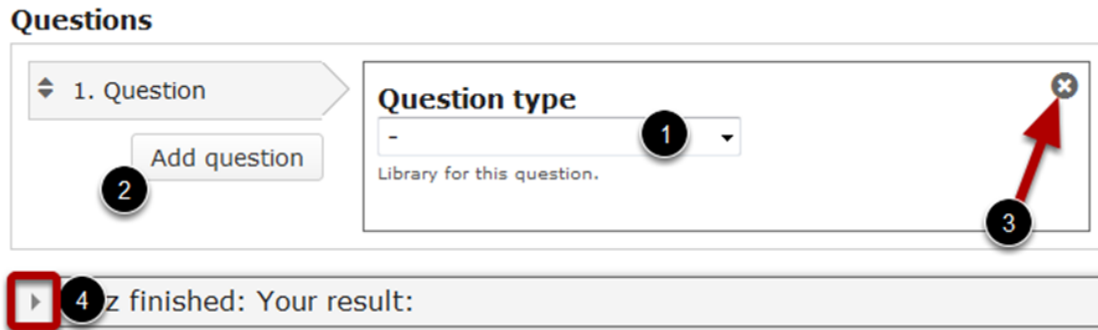 Questions
1. Question
Question type
-
1
Add question
2
Library for this question.
3
4
z finished: Your result: